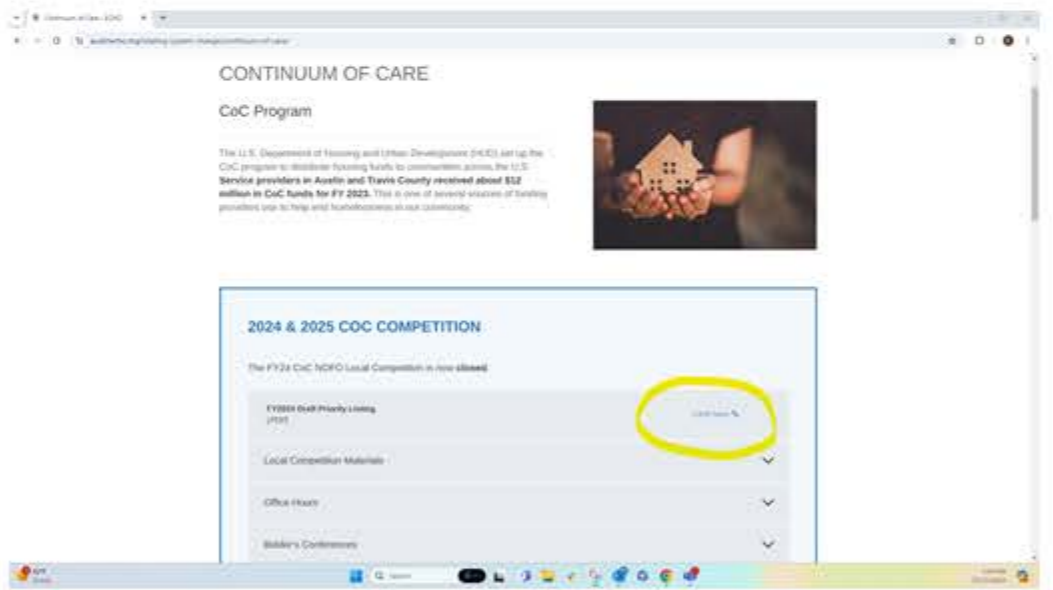 Continuum of Care
CONTINUUM OF CARE
CoC Program
The U.S. Department of Housing and Urban Development (HUD) set up the
CoC program to distribute housing funds to communities across the U.S.
Service providers in Austin and Travis County received about $12
million in CoC funds for FY 2023. This is one of several sources of funding
providers use to help end homelessness in our community.
2024 & 2025 COC COMPETITION
The FY24 CoC NOFO Local Competition is now closed.
FY2024 Draft Priority Listing
Local Competition Materials
Office Hours
Bidder's Conferences
Search